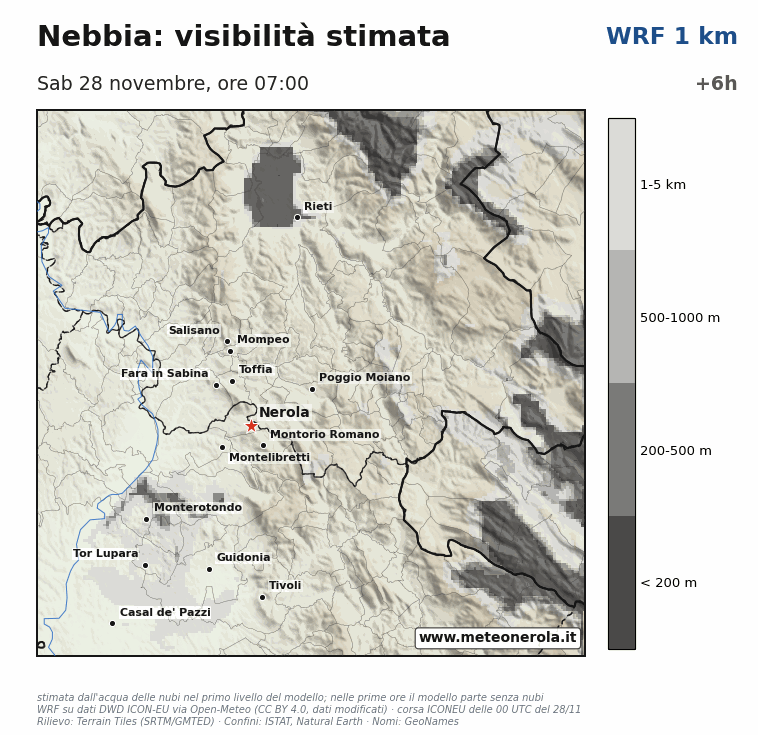 Nebbia: visibilità stimata
WRF 1 km
Sab 28 novembre, ore 07:00
+6h
Rieti
1-5 km
500-1000 m
200-500 m
< 200 m
Salisano
Mompeo
Fara in Sabina
Toffia
Poggio Moiano
Nerola
Montorio Romano
Montelibretti
Monterotondo
Tor Lupara
Guidonia
Tivoli
Casal de' Pazzi
www.meteonerola.it
stimata dall'acqua delle nubi nel primo livello del modello; nelle prime ore il modello parte senza nubi
WRF su dati DWD ICON-EU via Open-Meteo (CC BY 4.0, dati modificati) · corsa ICONEU delle 00 UTC del 28/11
Rilievo: Terrain Tiles (SRTM/GMTED) · Confini: ISTAT, Natural Earth · Nomi: GeoNames